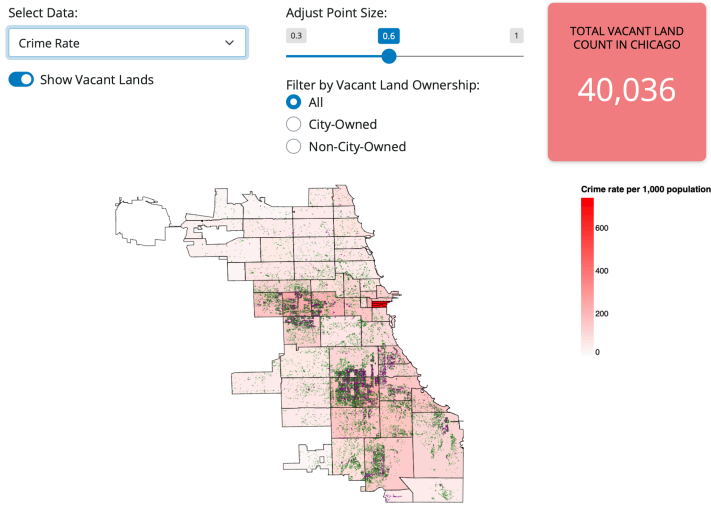 Select Data:
Crime Rate
Show Vacant Lands
Adjust Point Size:
0.3
0.6
1
Filter by Vacant Land Ownership:
All
City-Owned
Non-City-Owned
TOTAL VACANT LAND
COUNT IN CHICAGO
40,036
Crime rate per 1,000 population
600
400
200
0